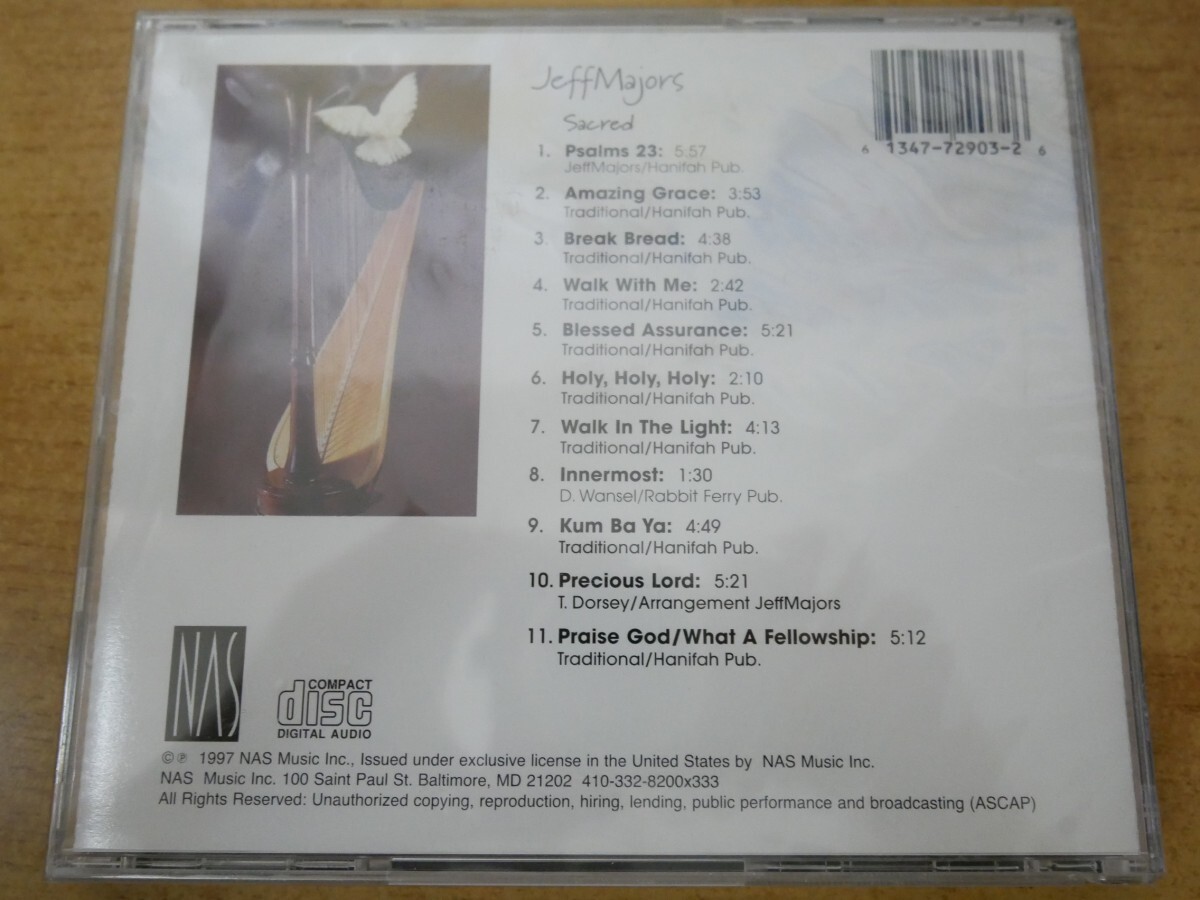 JeffMajors
Sacred
6 1347-72903-2 6
1. Psalms 23: 5:57
JeffMajors/Hanifah Pub.
2. Amazing Grace: 3:53
Traditional/Hanifah Pub.
3. Break Bread: 4:38
Traditional/Hanifah Pub.
4. Walk With Me: 2:42
Traditional/Hanifah Pub.
5. Blessed Assurance: 5:21
Traditional/Hanifah Pub.
6. Holy, Holy, Holy: 2:10
Traditional/Hanifah Pub.
7. Walk In The Light: 4:13
Traditional/Hanifah Pub.
8. Innermost: 1:30
D. Wansel/Rabbit Ferry Pub.
9. Kum Ba Ya: 4:49
Traditional/Hanifah Pub.
10. Precious Lord: 5:21
T. Dorsey/Arrangement JeffMajors
11. Praise God/What A Fellowship: 5:12
Traditional/Hanifah Pub.
NAS
COMPACT
disc
DIGITAL AUDIO
©℗ 1997 NAS Music Inc., Issued under exclusive license in the United States by NAS Music Inc.
NAS Music Inc. 100 Saint Paul St. Baltimore, MD 21202 410-332-8200x333
All Rights Reserved: Unauthorized copying, reproduction, hiring, lending, public performance and broadcasting (ASCAP)